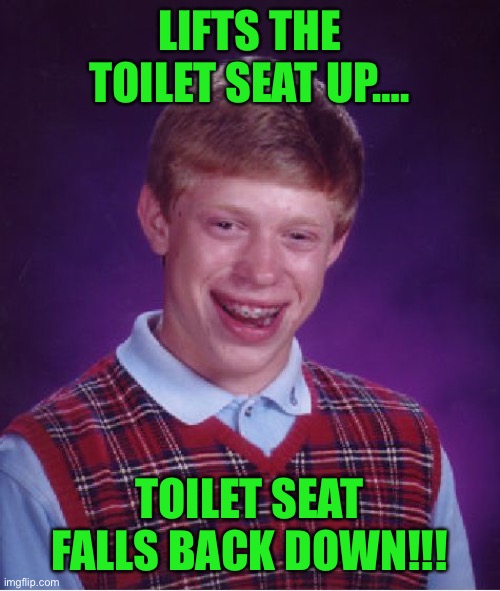 LIFTS THE
TOILET SEAT UP....
TOILET SEAT
FALLS BACK DOWN!!!
imgflip.com